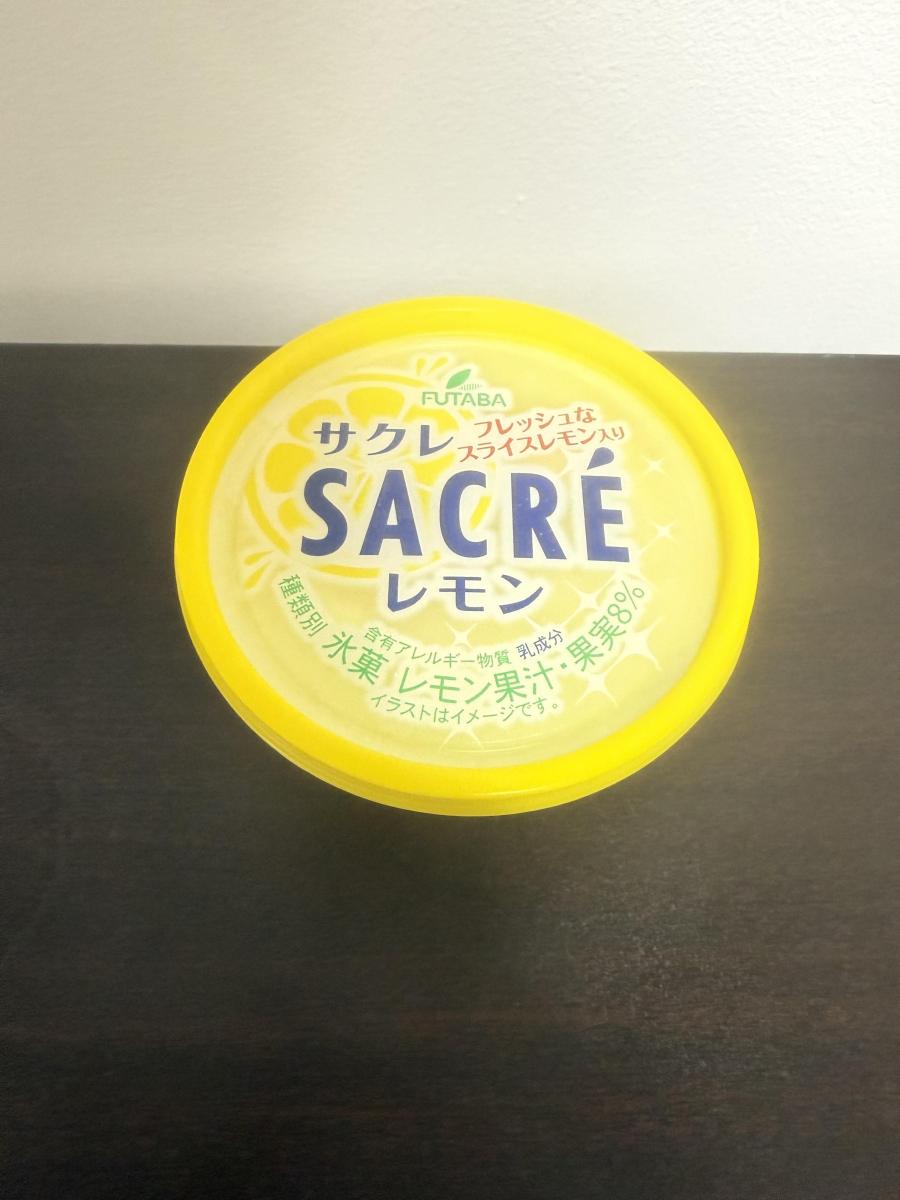 FUTABA
サクレ
フレッシュな
スライスレモン入り
SACRÉ
レモン
種類別 氷菓 レモン果汁・果実8%
含有アレルギー物質 乳成分
イラストはイメージです。